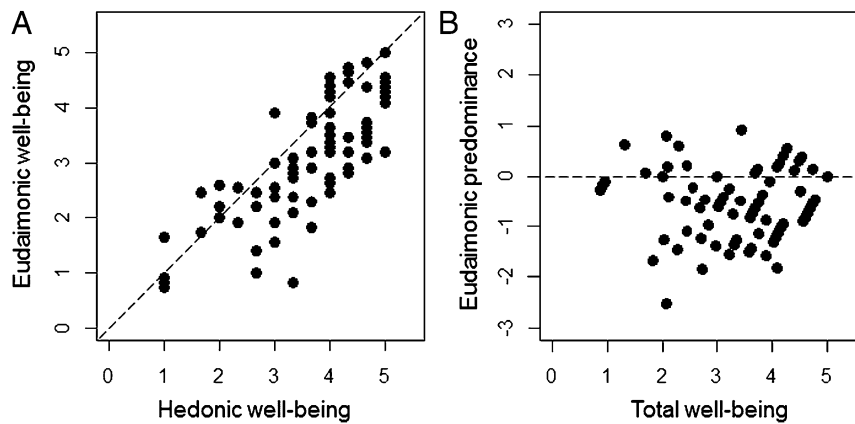 A
Eudaimonic well-being
5
4
3
2
1
0
0 1 2 3 4 5
Hedonic well-being
B
Eudaimonic predominance
3
2
1
0
-1
-2
-3
0 1 2 3 4 5
Total well-being